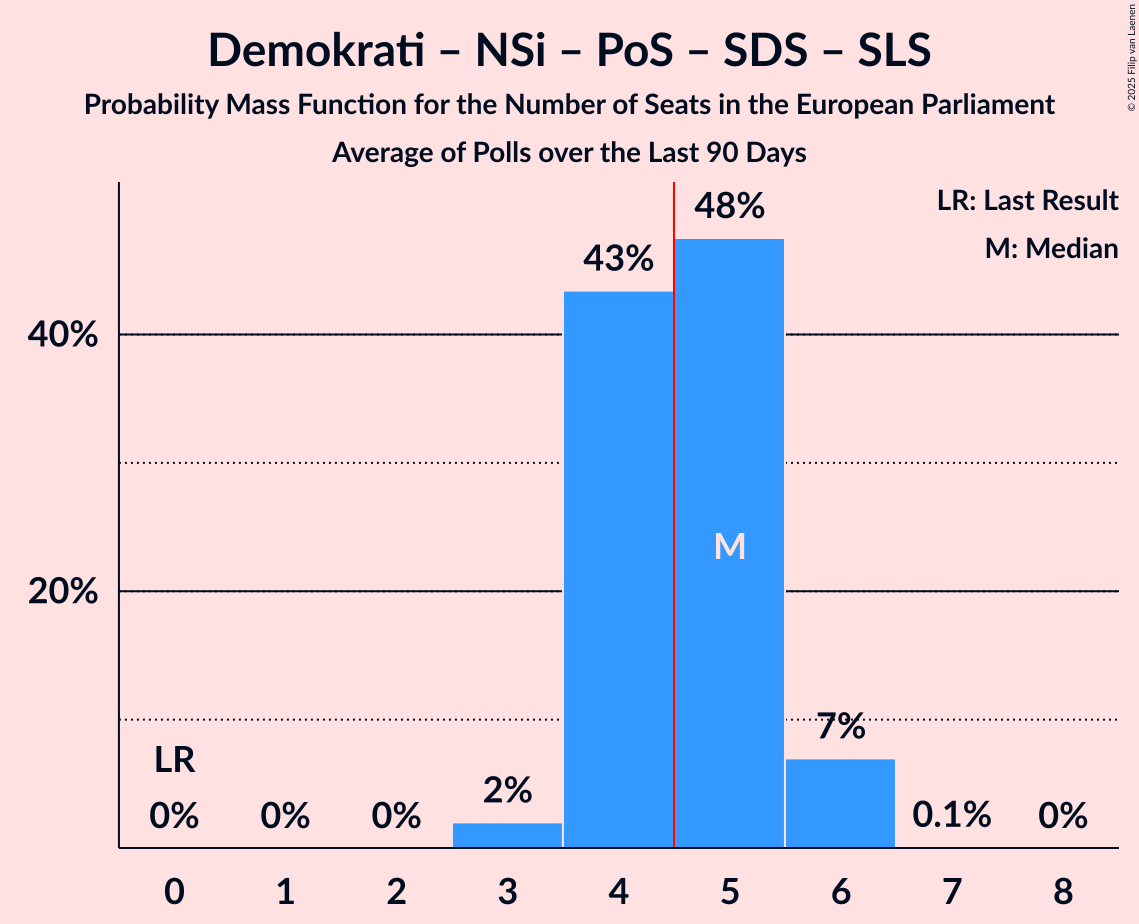 Demokrati – NSi – PoS – SDS – SLS
Probability Mass Function for the Number of Seats in the European Parliament
Average of Polls over the Last 90 Days
© 2025 Filip van Laenen
LR: Last Result
M: Median
48%
43%
40%
M
20%
7%
LR
2%
0% 0% 0% 0.1% 0%
0 1 2 3 4 5 6 7 8